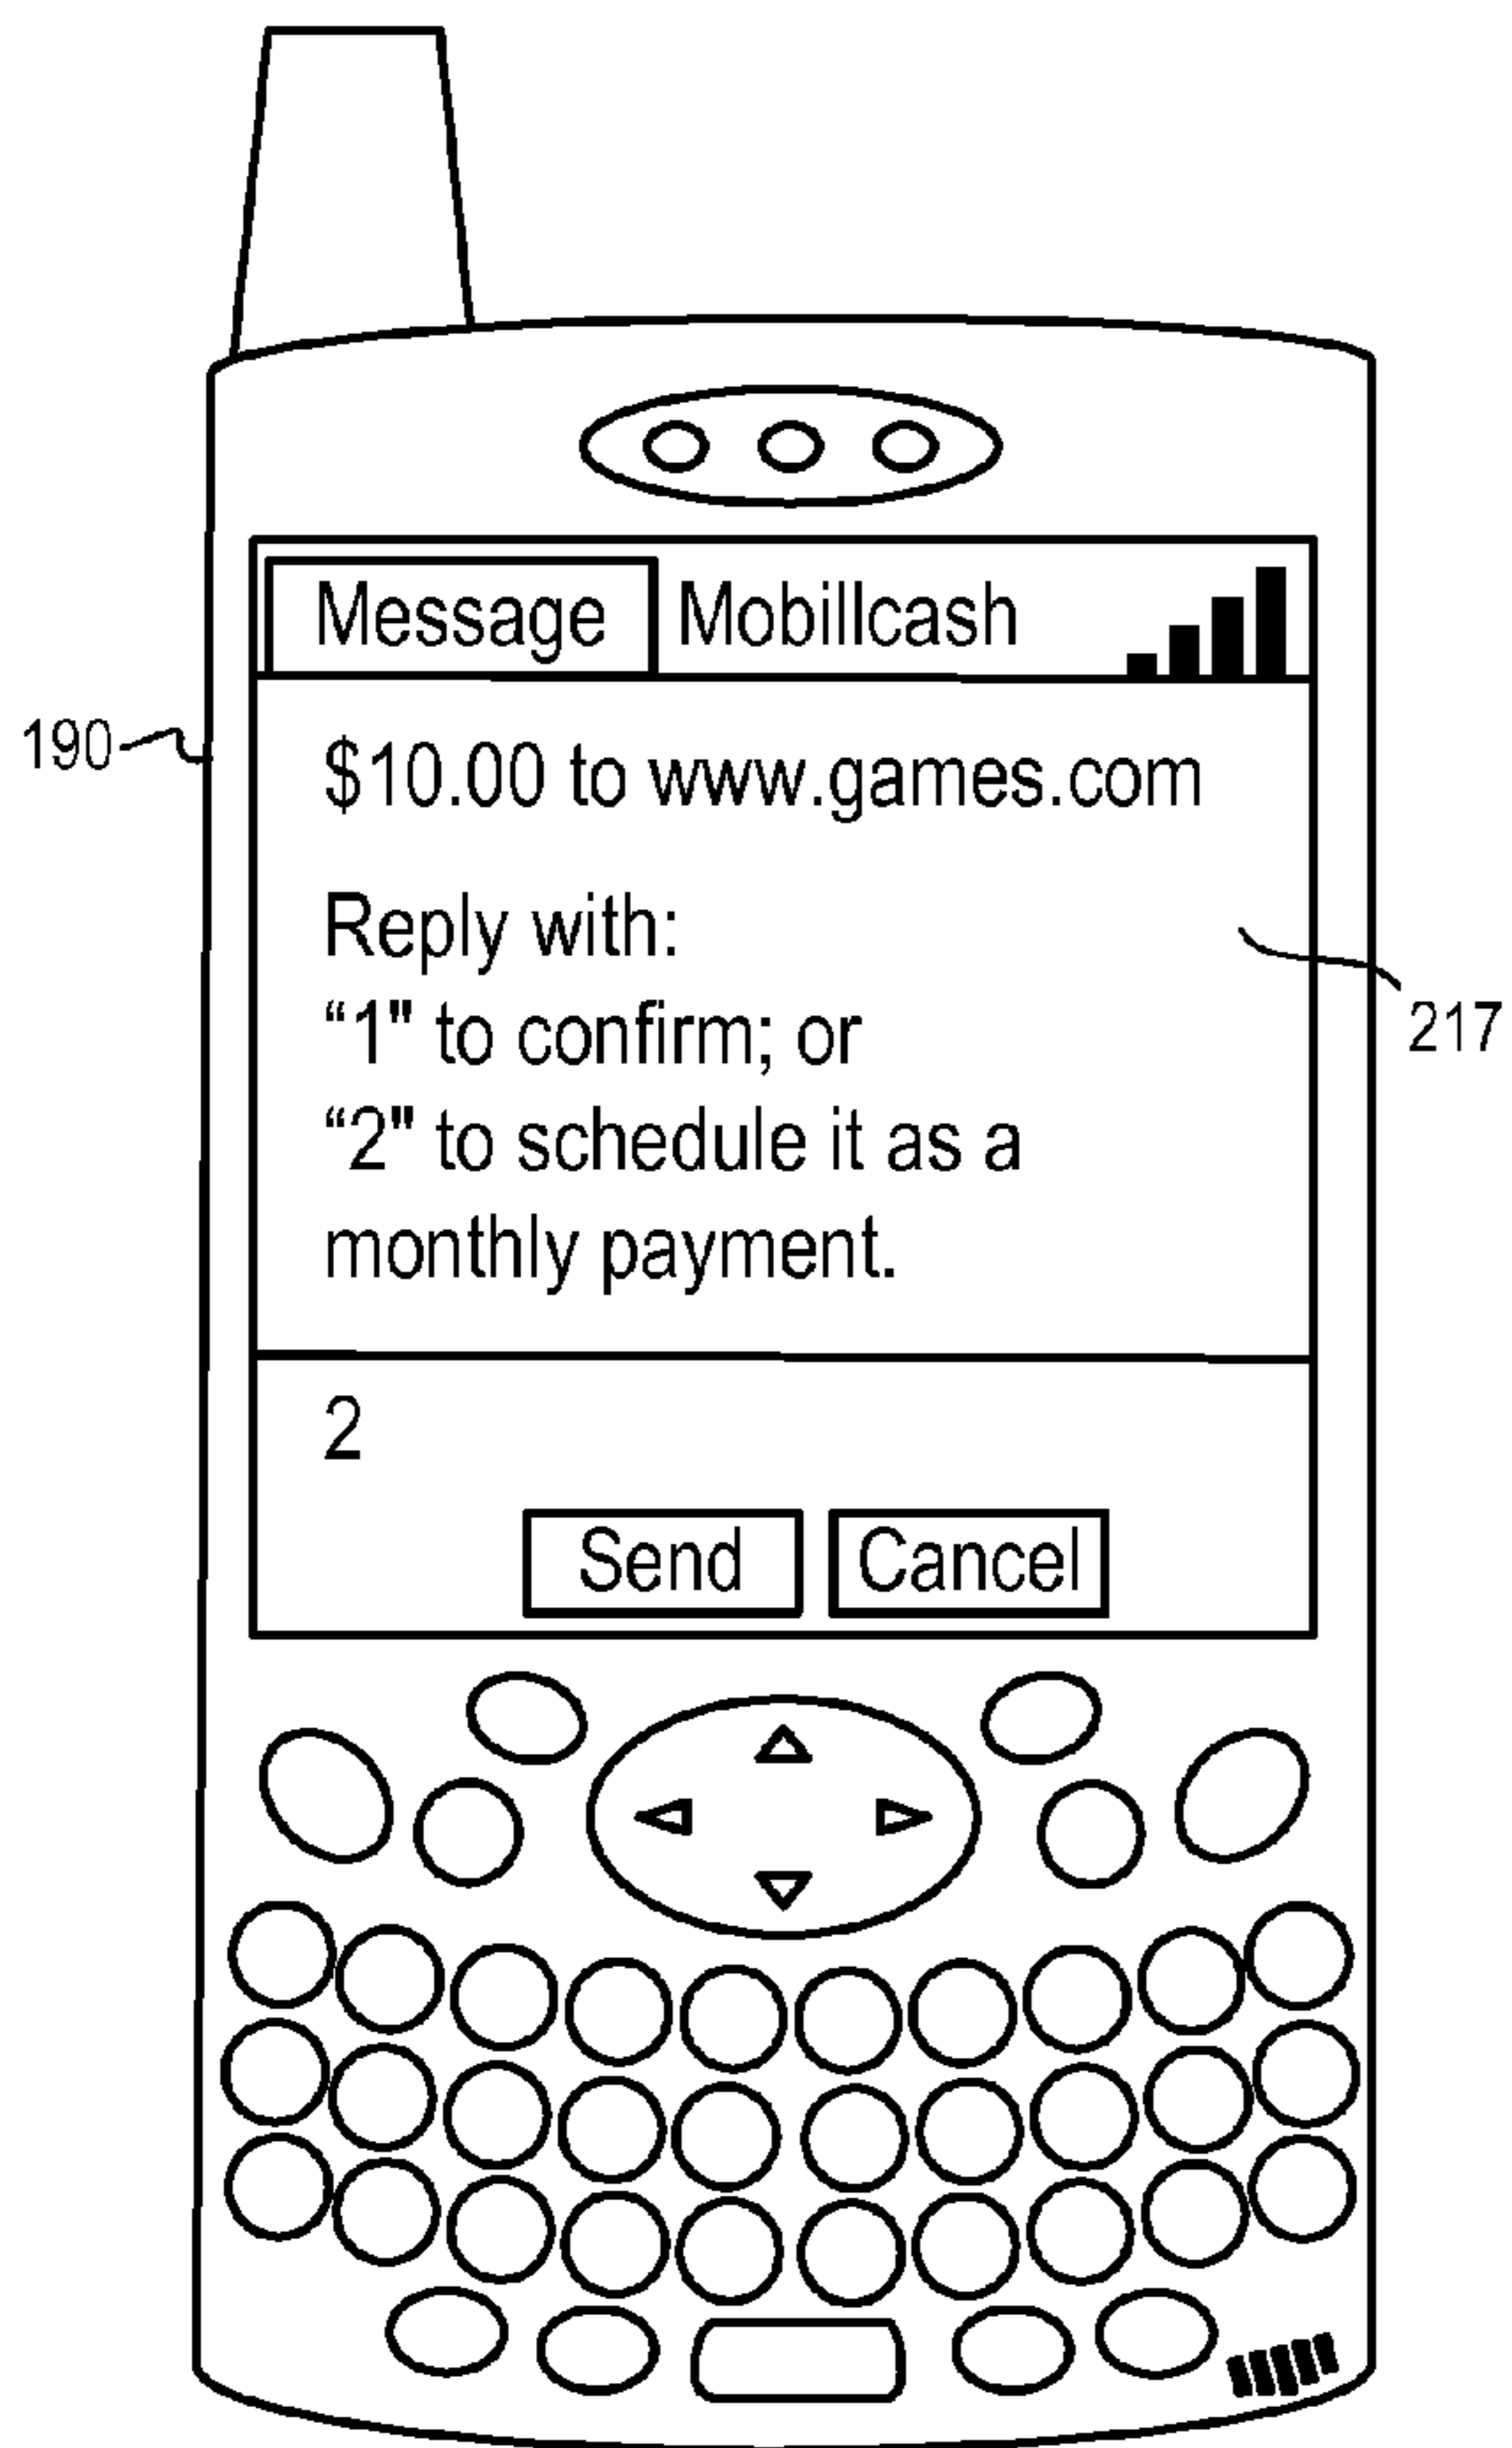 Message Mobillcash
190
$10.00 to www.games.com
Reply with:
“1" to confirm; or
217
“2" to schedule it as a
monthly payment.
2
Send Cancel